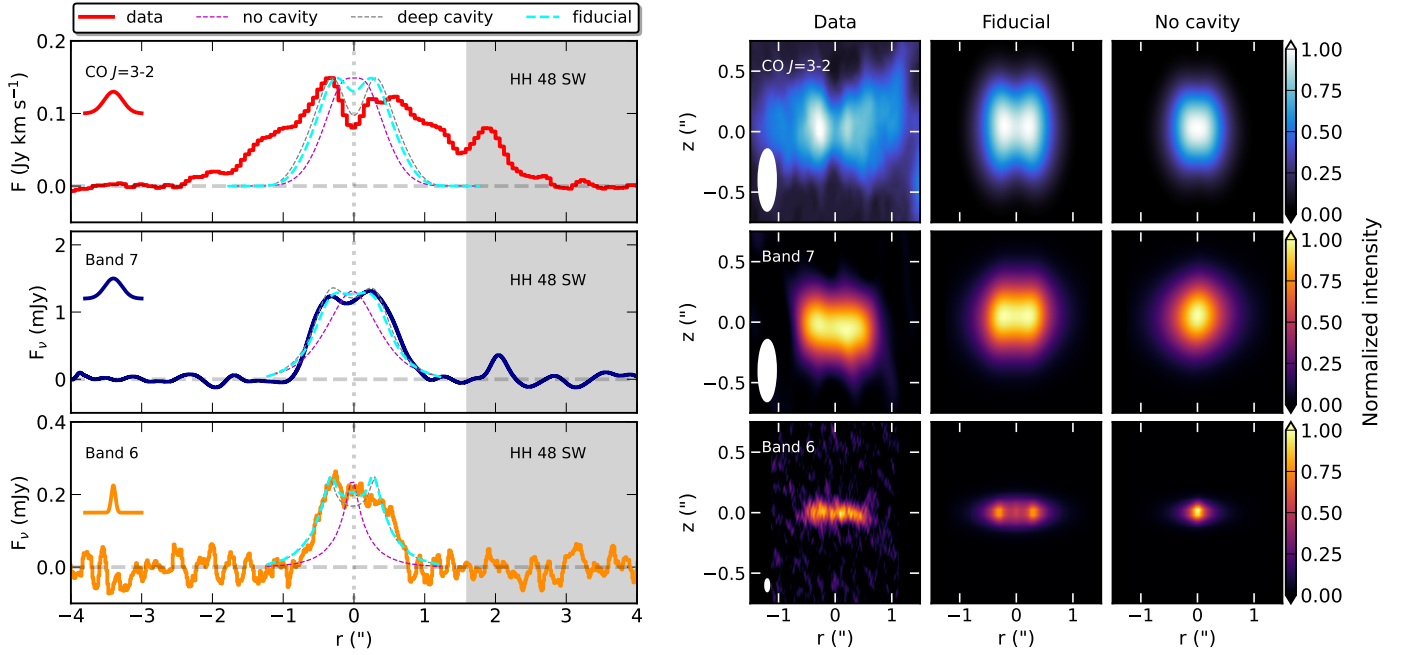 data no cavity deep cavity fiducial
CO J=3-2
HH 48 SW
F (Jy km s⁻¹)
0.2
0.1
0.0
Band 7
HH 48 SW
Fν (mJy)
2
1
0
Band 6
HH 48 SW
Fν (mJy)
0.4
0.2
0.0
−4 −3 −2 −1 0 1 2 3 4
r (")
Data Fiducial No cavity
CO J=3-2
z (")
0.5
0.0
−0.5
1.00
0.75
0.50
0.25
0.00
Band 7
z (")
0.5
0.0
−0.5
1.00
0.75
0.50
0.25
0.00
Band 6
z (")
0.5
0.0
−0.5
1.00
0.75
0.50
0.25
0.00
−1 0 1 −1 0 1 −1 0 1
r (") r (") r (")
Normalized intensity